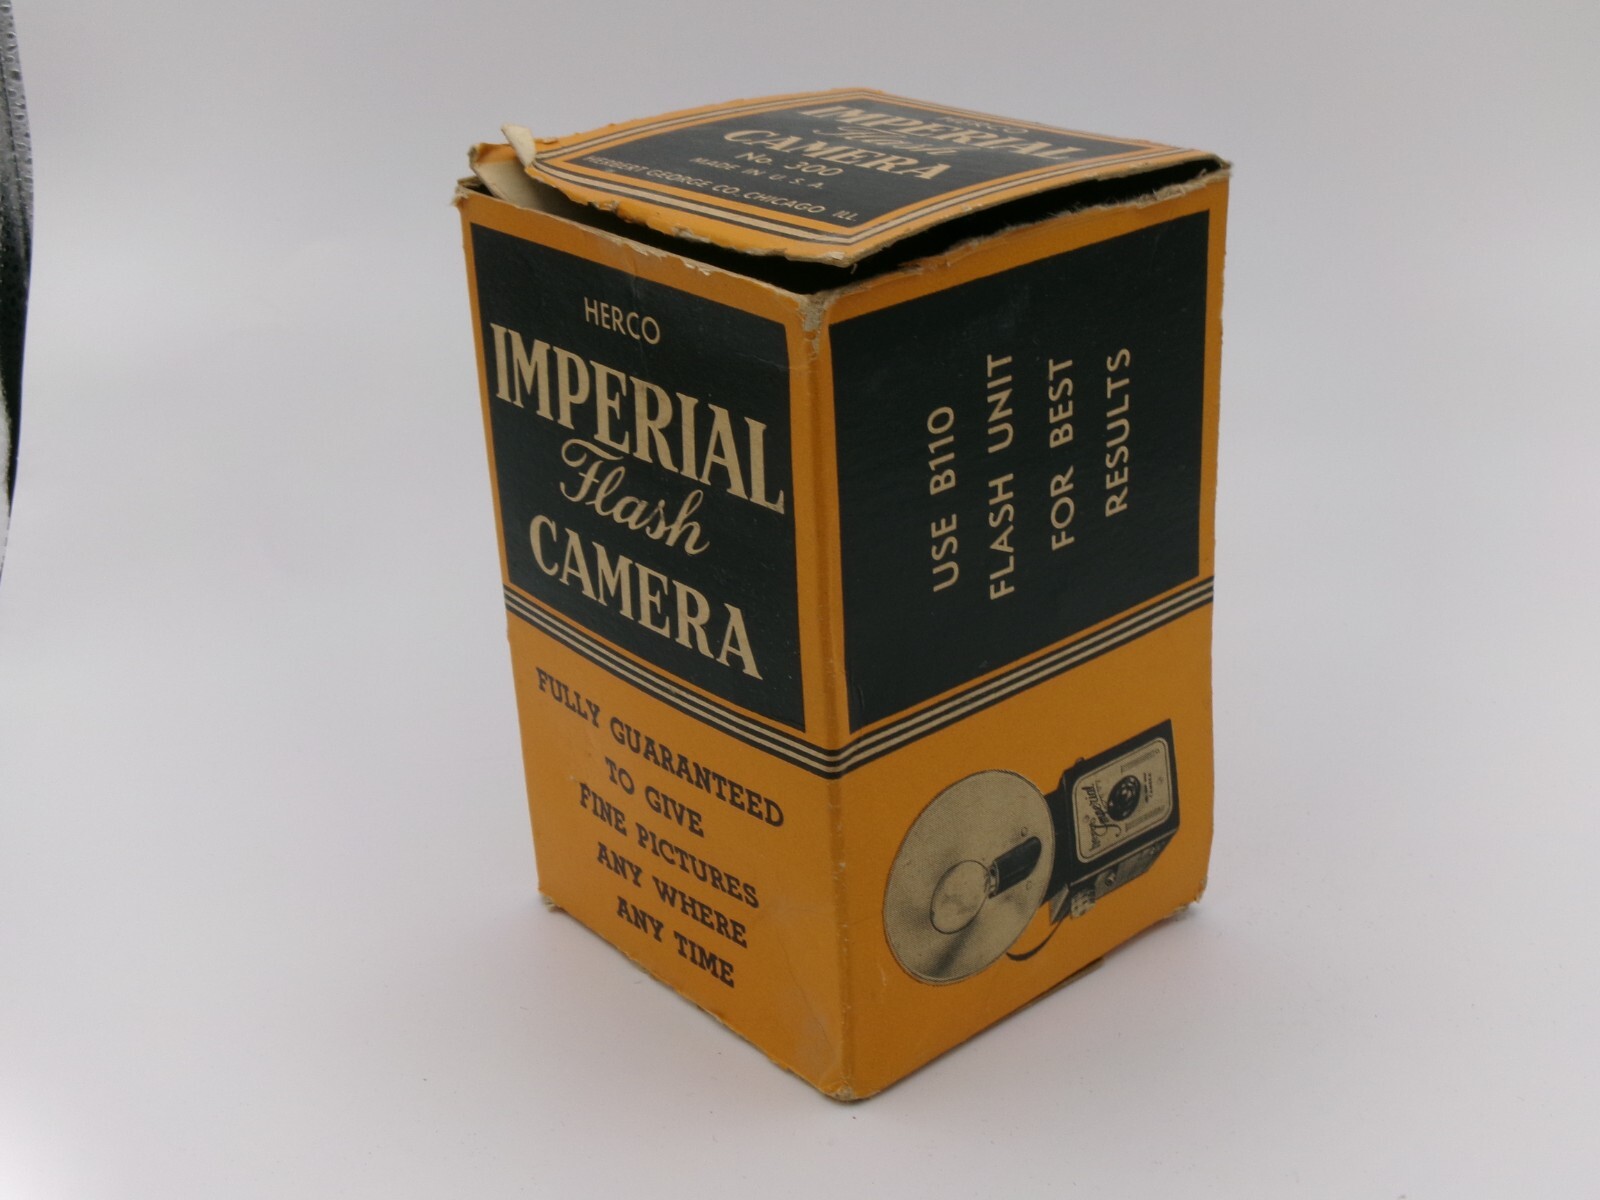 HERCO
IMPERIAL
Flash
CAMERA
No. 300
MADE IN U.S.A.
HERBERT GEORGE CO., CHICAGO ILL.
HERCO
IMPERIAL
Flash
CAMERA
FULLY GUARANTEED
TO GIVE
FINE PICTURES
ANY WHERE
ANY TIME
USE B110
FLASH UNIT
FOR BEST
RESULTS
Imperial